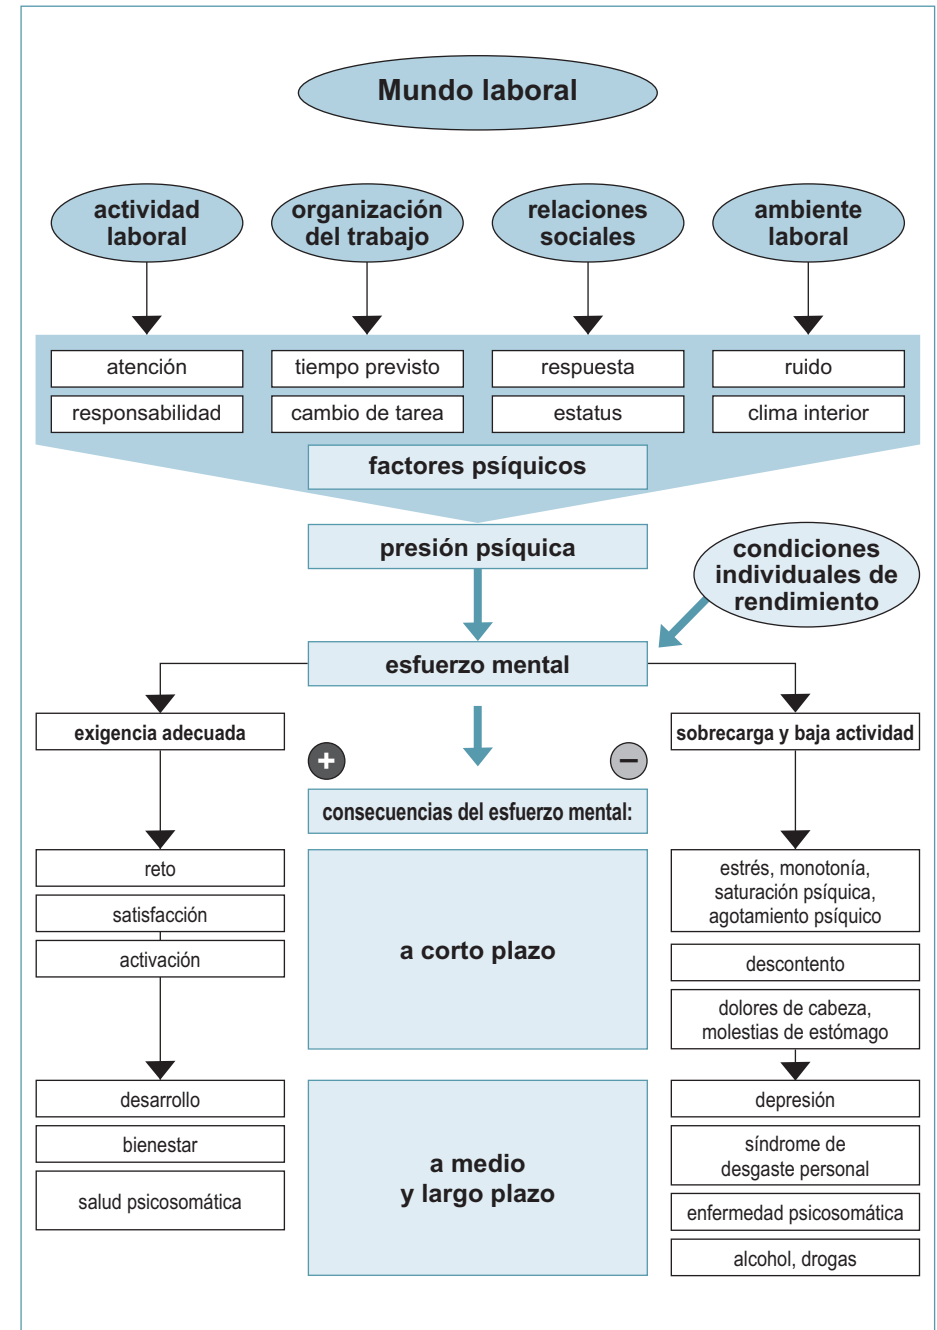 Mundo laboral
actividad
laboral
organización
del trabajo
relaciones
sociales
ambiente
laboral
atención
tiempo previsto
respuesta
ruido
responsabilidad
cambio de tarea
estatus
clima interior
factores psíquicos
presión psíquica
condiciones
individuales de
rendimiento
esfuerzo mental
exigencia adecuada
sobrecarga y baja actividad
+
−
consecuencias del esfuerzo mental:
reto
satisfacción
activación
a corto plazo
estrés, monotonía,
saturación psíquica,
agotamiento psíquico
descontento
dolores de cabeza,
molestias de estómago
desarrollo
bienestar
salud psicosomática
a medio
y largo plazo
depresión
síndrome de
desgaste personal
enfermedad psicosomática
alcohol, drogas